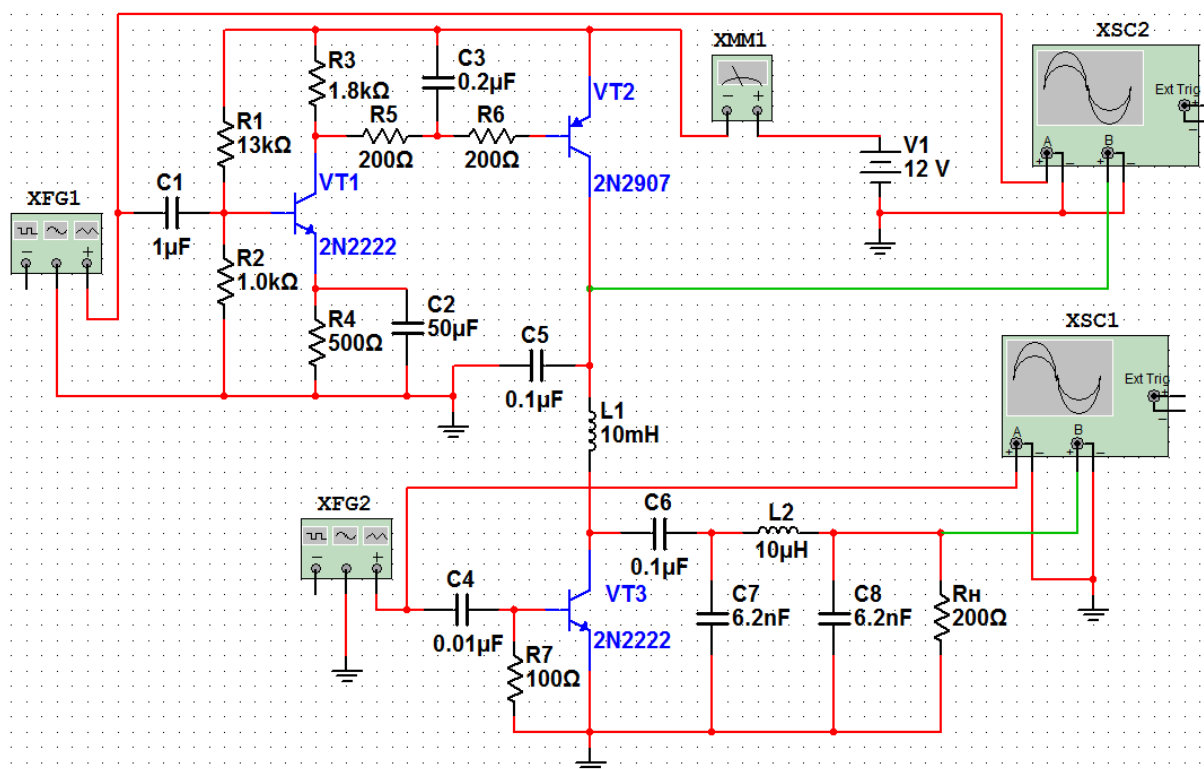 XSC2
Ext Trig
+
−
A
B
+
−
+
−
XMM1
−
+
V1
12 V
R3
1.8kΩ
C3
0.2µF
VT2
2N2907
R1
13kΩ
R5
200Ω
R6
200Ω
XFG1
−
+
C1
1µF
VT1
2N2222
R2
1.0kΩ
R4
500Ω
C2
50µF
C5
0.1µF
L1
10mH
XSC1
Ext Trig
+
−
A
B
+
−
+
−
XFG2
−
+
C4
0.01µF
R7
100Ω
VT3
2N2222
C6
0.1µF
L2
10µH
C7
6.2nF
C8
6.2nF
Rн
200Ω